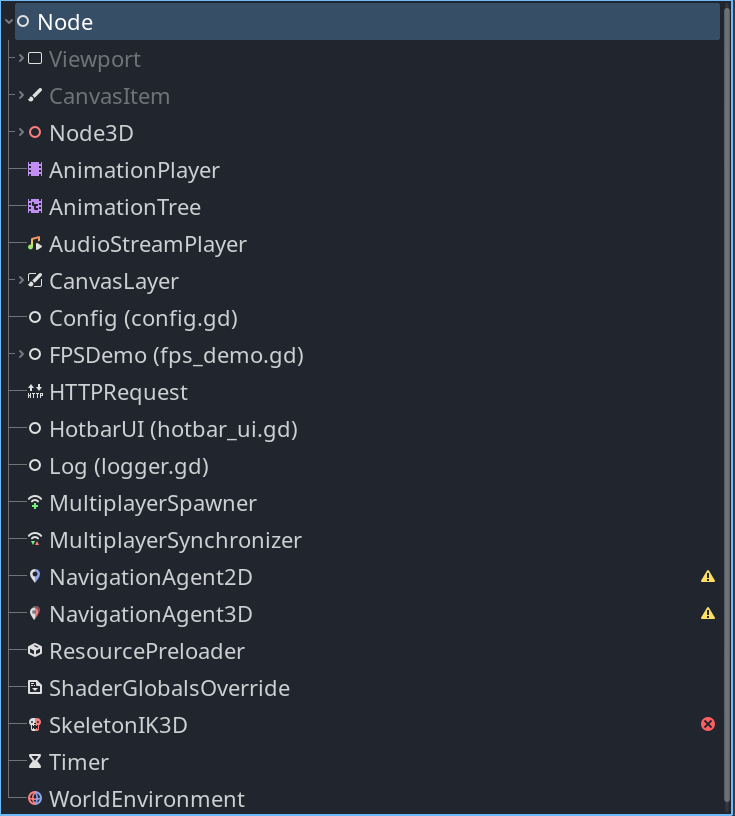 Node
Viewport
CanvasItem
Node3D
AnimationPlayer
AnimationTree
AudioStreamPlayer
CanvasLayer
Config (config.gd)
FPSDemo (fps_demo.gd)
HTTP HTTPRequest
HotbarUI (hotbar_ui.gd)
Log (logger.gd)
MultiplayerSpawner
MultiplayerSynchronizer
NavigationAgent2D
NavigationAgent3D
ResourcePreloader
ShaderGlobalsOverride
SkeletonIK3D
Timer
WorldEnvironment